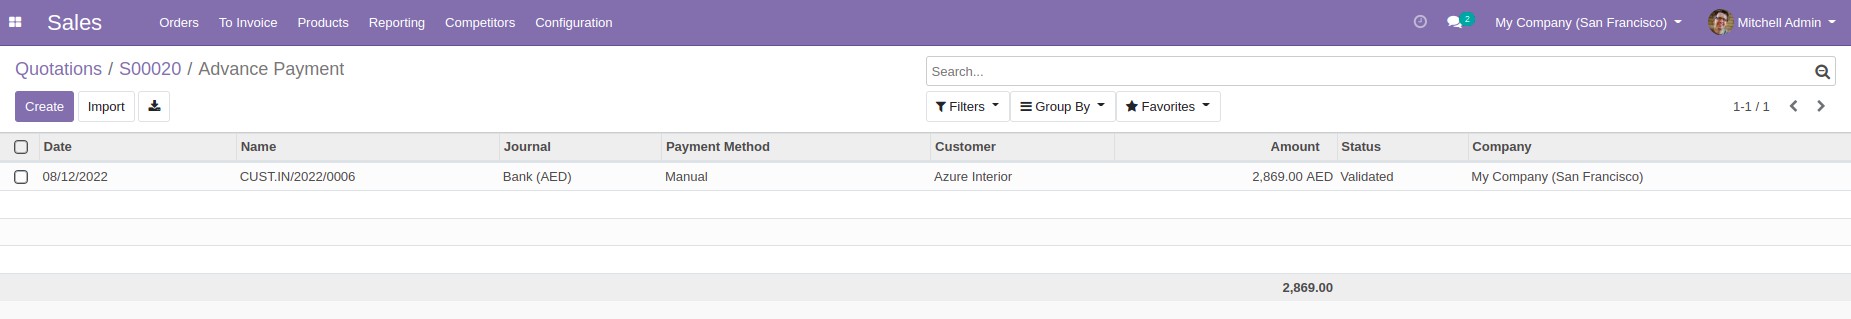 Sales Orders To Invoice Products Reporting Competitors Configuration 2 My Company (San Francisco) Mitchell Admin
Quotations / S00020 / Advance Payment
Search...
Create Import Filters Group By Favorites 1-1 / 1
Date Name Journal Payment Method Customer Amount Status Company
08/12/2022 CUST.IN/2022/0006 Bank (AED) Manual Azure Interior 2,869.00 AED Validated My Company (San Francisco)
2,869.00